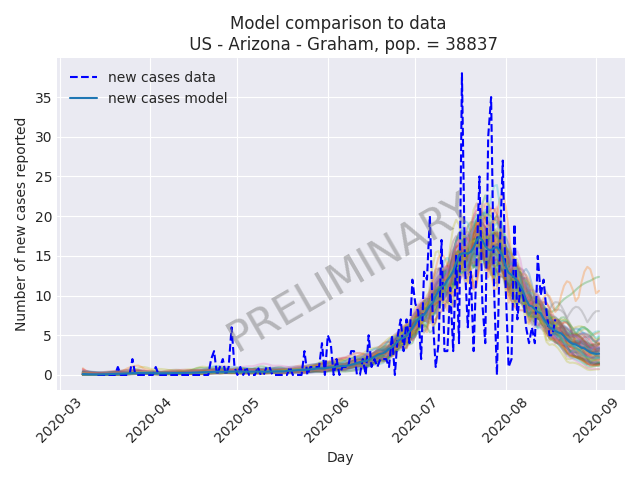 Model comparison to data
US - Arizona - Graham, pop. = 38837
new cases data
new cases model
PRELIMINARY
Number of new cases reported
35
30
25
20
15
10
5
0
2020-03
2020-04
2020-05
2020-06
2020-07
2020-08
2020-09
Day